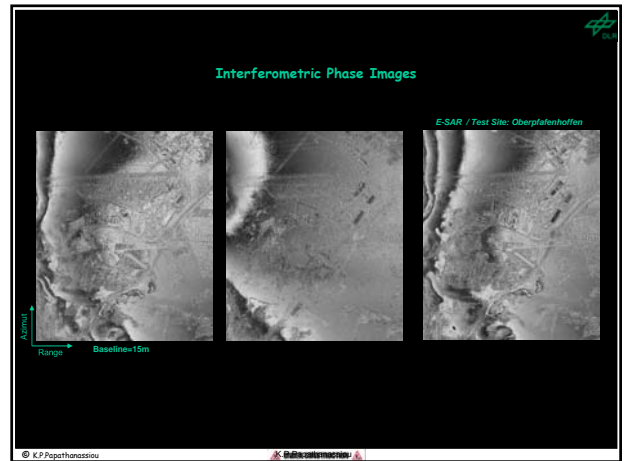 DLR
Interferometric Phase Images
E-SAR / Test Site: Oberpfafenhoffen
Azimut
Range
Baseline=15m
© K.P.Papathanassiou